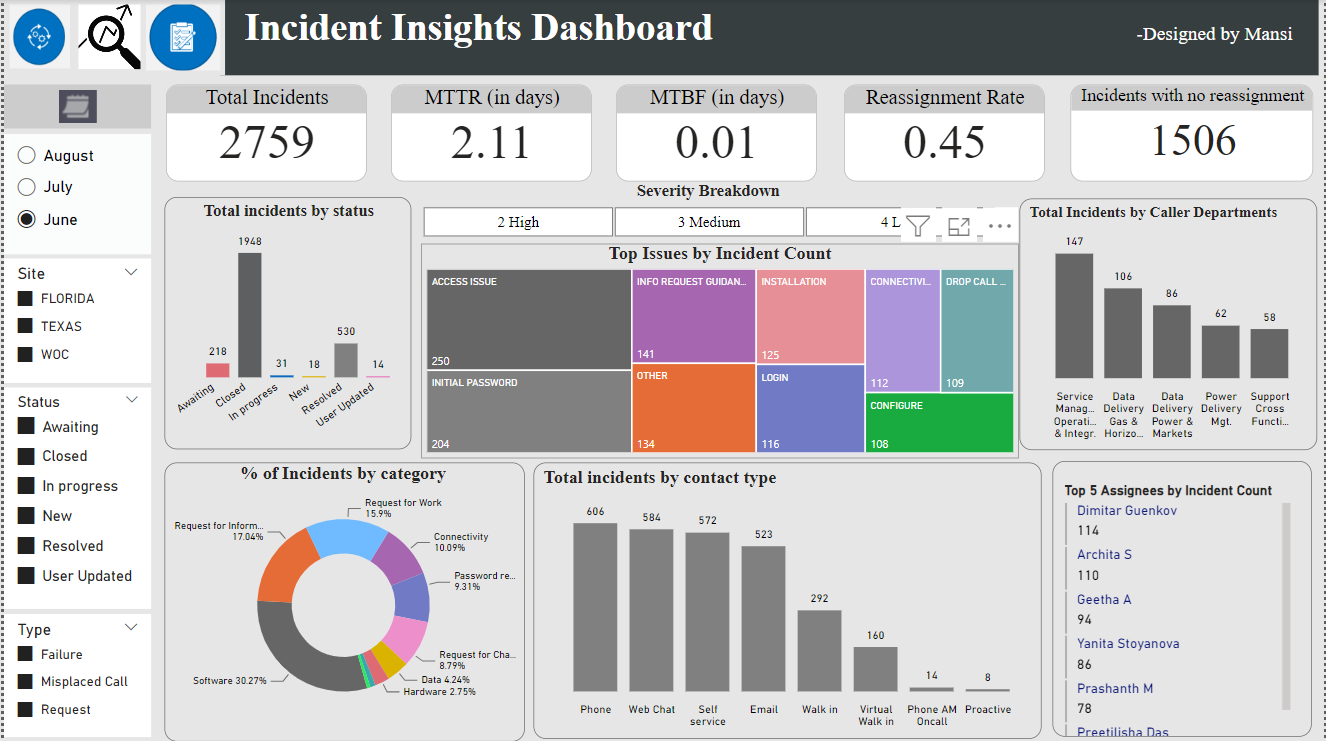 Incident Insights Dashboard
-Designed by Mansi
August
July
June
Site
FLORIDA
TEXAS
WOC
Status
Awaiting
Closed
In progress
New
Resolved
User Updated
Type
Failure
Misplaced Call
Request
Total Incidents
2759
MTTR (in days)
2.11
MTBF (in days)
0.01
Reassignment Rate
0.45
Incidents with no reassignment
1506
Total incidents by status
1948
530
218
31
18
14
Awaiting
Closed
In progress
New
Resolved
User Updated
Severity Breakdown
2 High
3 Medium
4 L
Top Issues by Incident Count
ACCESS ISSUE
250
INITIAL PASSWORD
204
INFO REQUEST GUIDAN...
141
OTHER
134
INSTALLATION
125
LOGIN
116
CONNECTIVI...
112
DROP CALL ...
109
CONFIGURE
108
Total Incidents by Caller Departments
147
106
86
62
58
Service
Manag...
Operati...
& Integr.
Data
Delivery
Gas &
Horizo...
Data
Delivery
Power &
Markets
Power
Delivery
Mgt.
Support
Cross
Functi...
% of Incidents by category
Request for Work
15.9%
Request for Inform...
17.04%
Connectivity
10.09%
Password re...
9.31%
Request for Cha...
8.79%
Data 4.24%
Hardware 2.75%
Software 30.27%
Total incidents by contact type
606
584
572
523
292
160
14
8
Phone
Web Chat
Self
service
Email
Walk in
Virtual
Walk in
Phone AM
Oncall
Proactive
Top 5 Assignees by Incident Count
Dimitar Guenkov
114
Archita S
110
Geetha A
94
Yanita Stoyanova
86
Prashanth M
78
Preetilisha Das